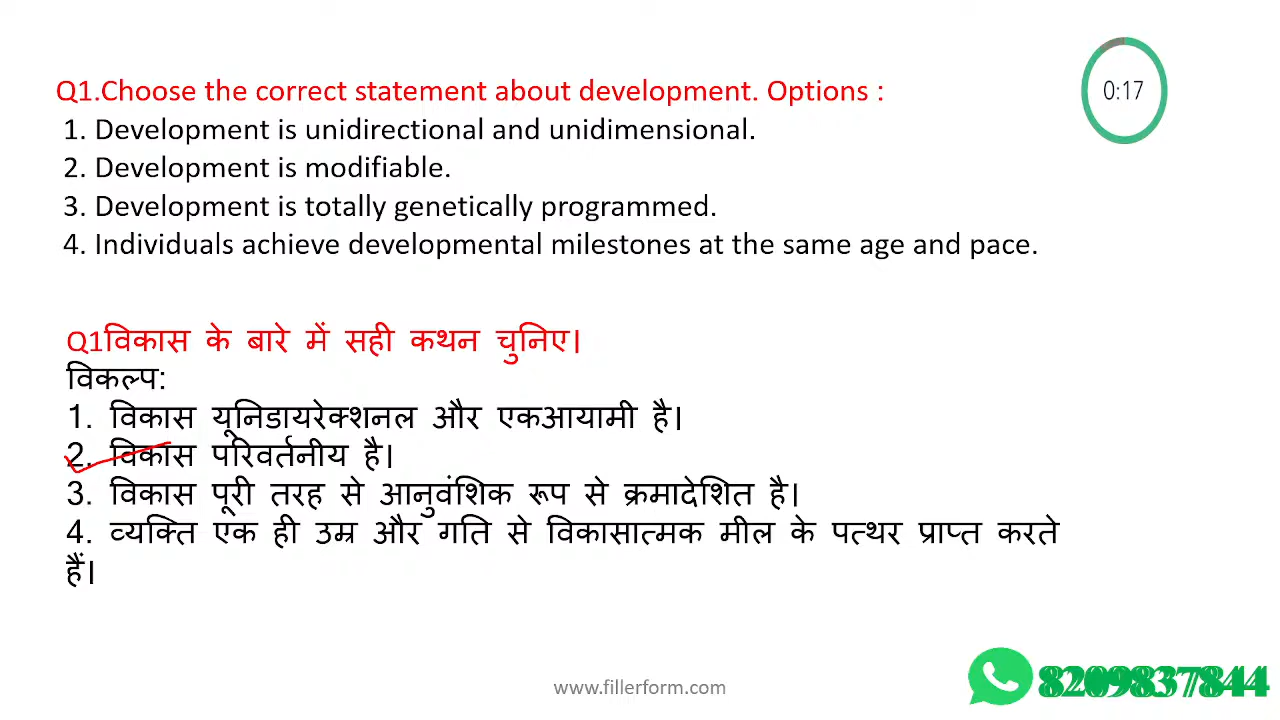 Q1.Choose the correct statement about development. Options :
0:17
1. Development is unidirectional and unidimensional.
2. Development is modifiable.
3. Development is totally genetically programmed.
4. Individuals achieve developmental milestones at the same age and pace.
Q1विकास के बारे में सही कथन चुनिए।
विकल्प:
1. विकास यूनिडायरेक्शनल और एकआयामी है।
2. विकास परिवर्तनीय है।
3. विकास पूरी तरह से आनुवंशिक रूप से क्रमादेशित है।
4. व्यक्ति एक ही उम्र और गति से विकासात्मक मील के पत्थर प्राप्त करते
हैं।
www.fillerform.com
8209837844